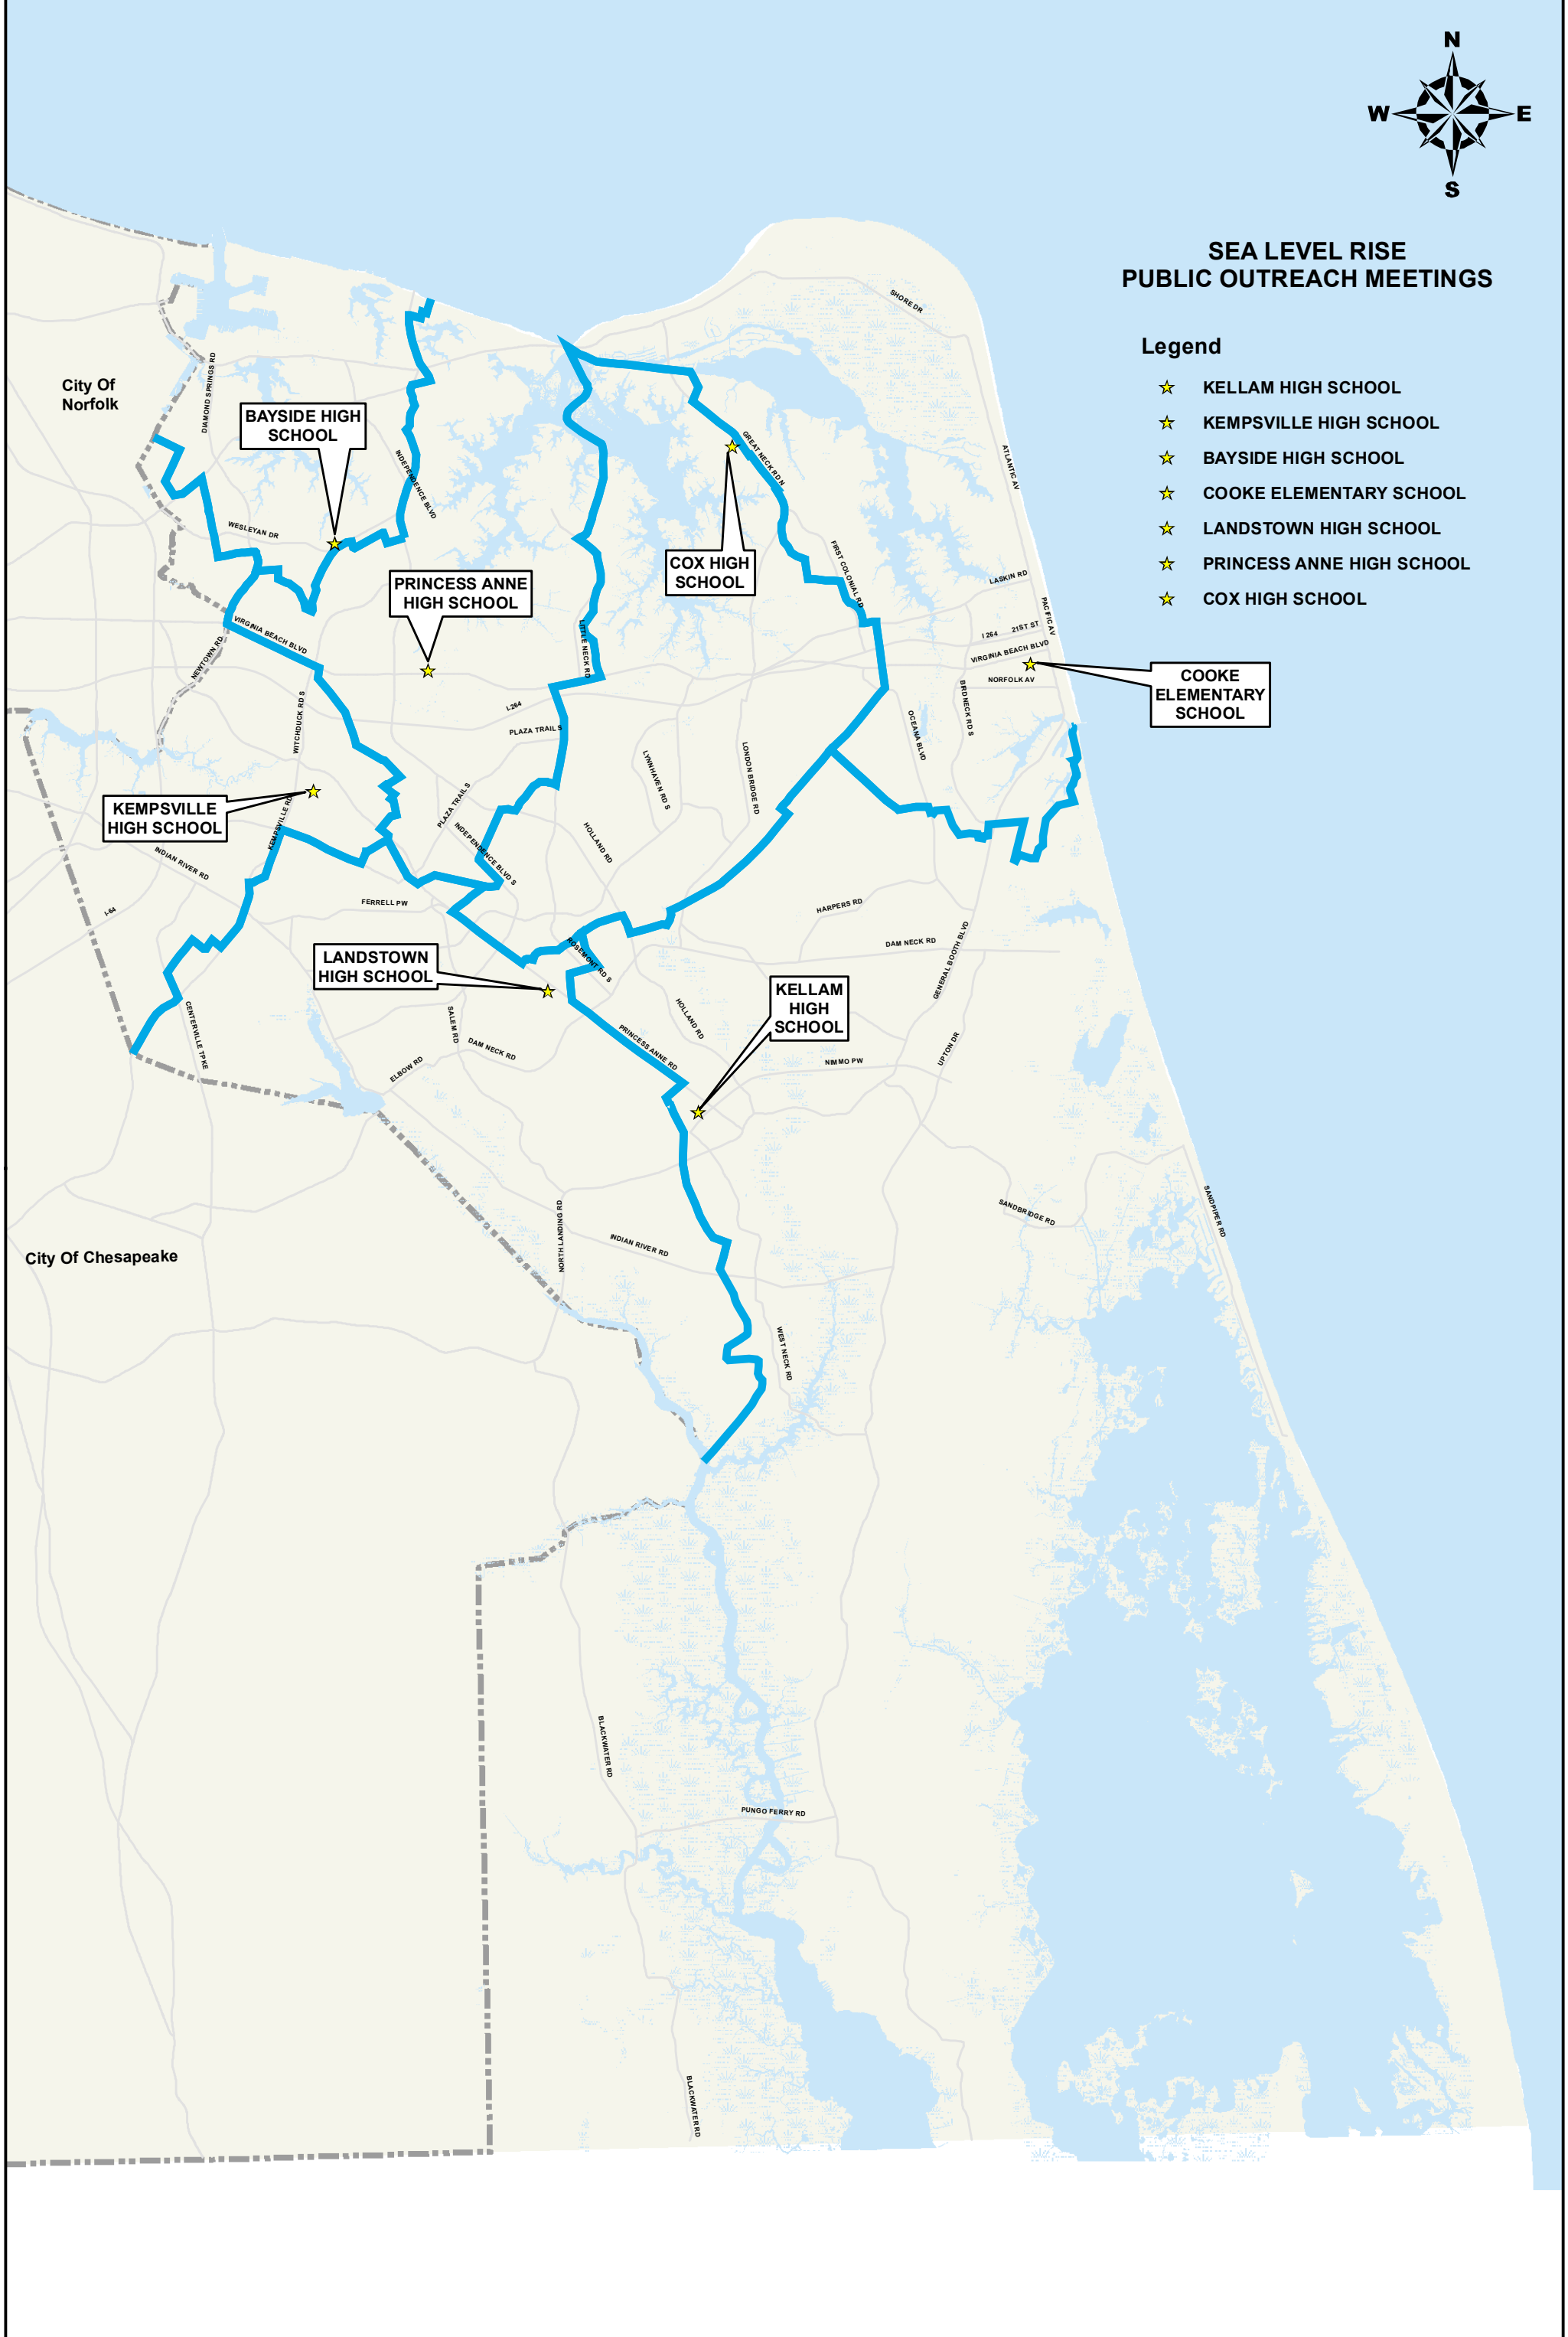 N
W
E
S
SEA LEVEL RISE
PUBLIC OUTREACH MEETINGS
Legend
KELLAM HIGH SCHOOL
KEMPSVILLE HIGH SCHOOL
BAYSIDE HIGH SCHOOL
COOKE ELEMENTARY SCHOOL
LANDSTOWN HIGH SCHOOL
PRINCESS ANNE HIGH SCHOOL
COX HIGH SCHOOL
SHORE DR
City Of
Norfolk
DIAMOND SPRINGS RD
BAYSIDE HIGH
SCHOOL
INDEPENDENCE BLVD
GREAT NECK RD N
ATLANTIC AV
WESLEYAN DR
COX HIGH
SCHOOL
FIRST COLONIAL RD
PRINCESS ANNE
HIGH SCHOOL
LASKIN RD
PACIFIC AV
21ST ST
I 264
VIRGINIA BEACH BLVD
VIRGINIA BEACH BLVD
NEWTOWN RD
LITTLE NECK RD
NORFOLK AV
COOKE
ELEMENTARY
SCHOOL
BIRDNECK RD S
WITCHDUCK RD S
I-264
PLAZA TRAIL S
OCEANA BLVD
LYNNHAVEN RD S
LONDON BRIDGE RD
KEMPSVILLE
HIGH SCHOOL
KEMPSVILLE RD
PLAZA TRAIL S
INDEPENDENCE BLVD S
HOLLAND RD
INDIAN RIVER RD
I-64
FERRELL PW
HARPERS RD
DAM NECK RD
GENERAL BOOTH BLVD
LANDSTOWN
HIGH SCHOOL
ROSEMONT RD S
KELLAM
HIGH
SCHOOL
CENTERVILLE TPKE
SALEM RD
DAM NECK RD
ELBOW RD
HOLLAND RD
PRINCESS ANNE RD
NIMMO PW
UPTON DR
SANDBRIDGE RD
SANDPIPER RD
NORTH LANDING RD
INDIAN RIVER RD
City Of Chesapeake
WEST NECK RD
BLACKWATER RD
PUNGO FERRY RD
BLACKWATER RD